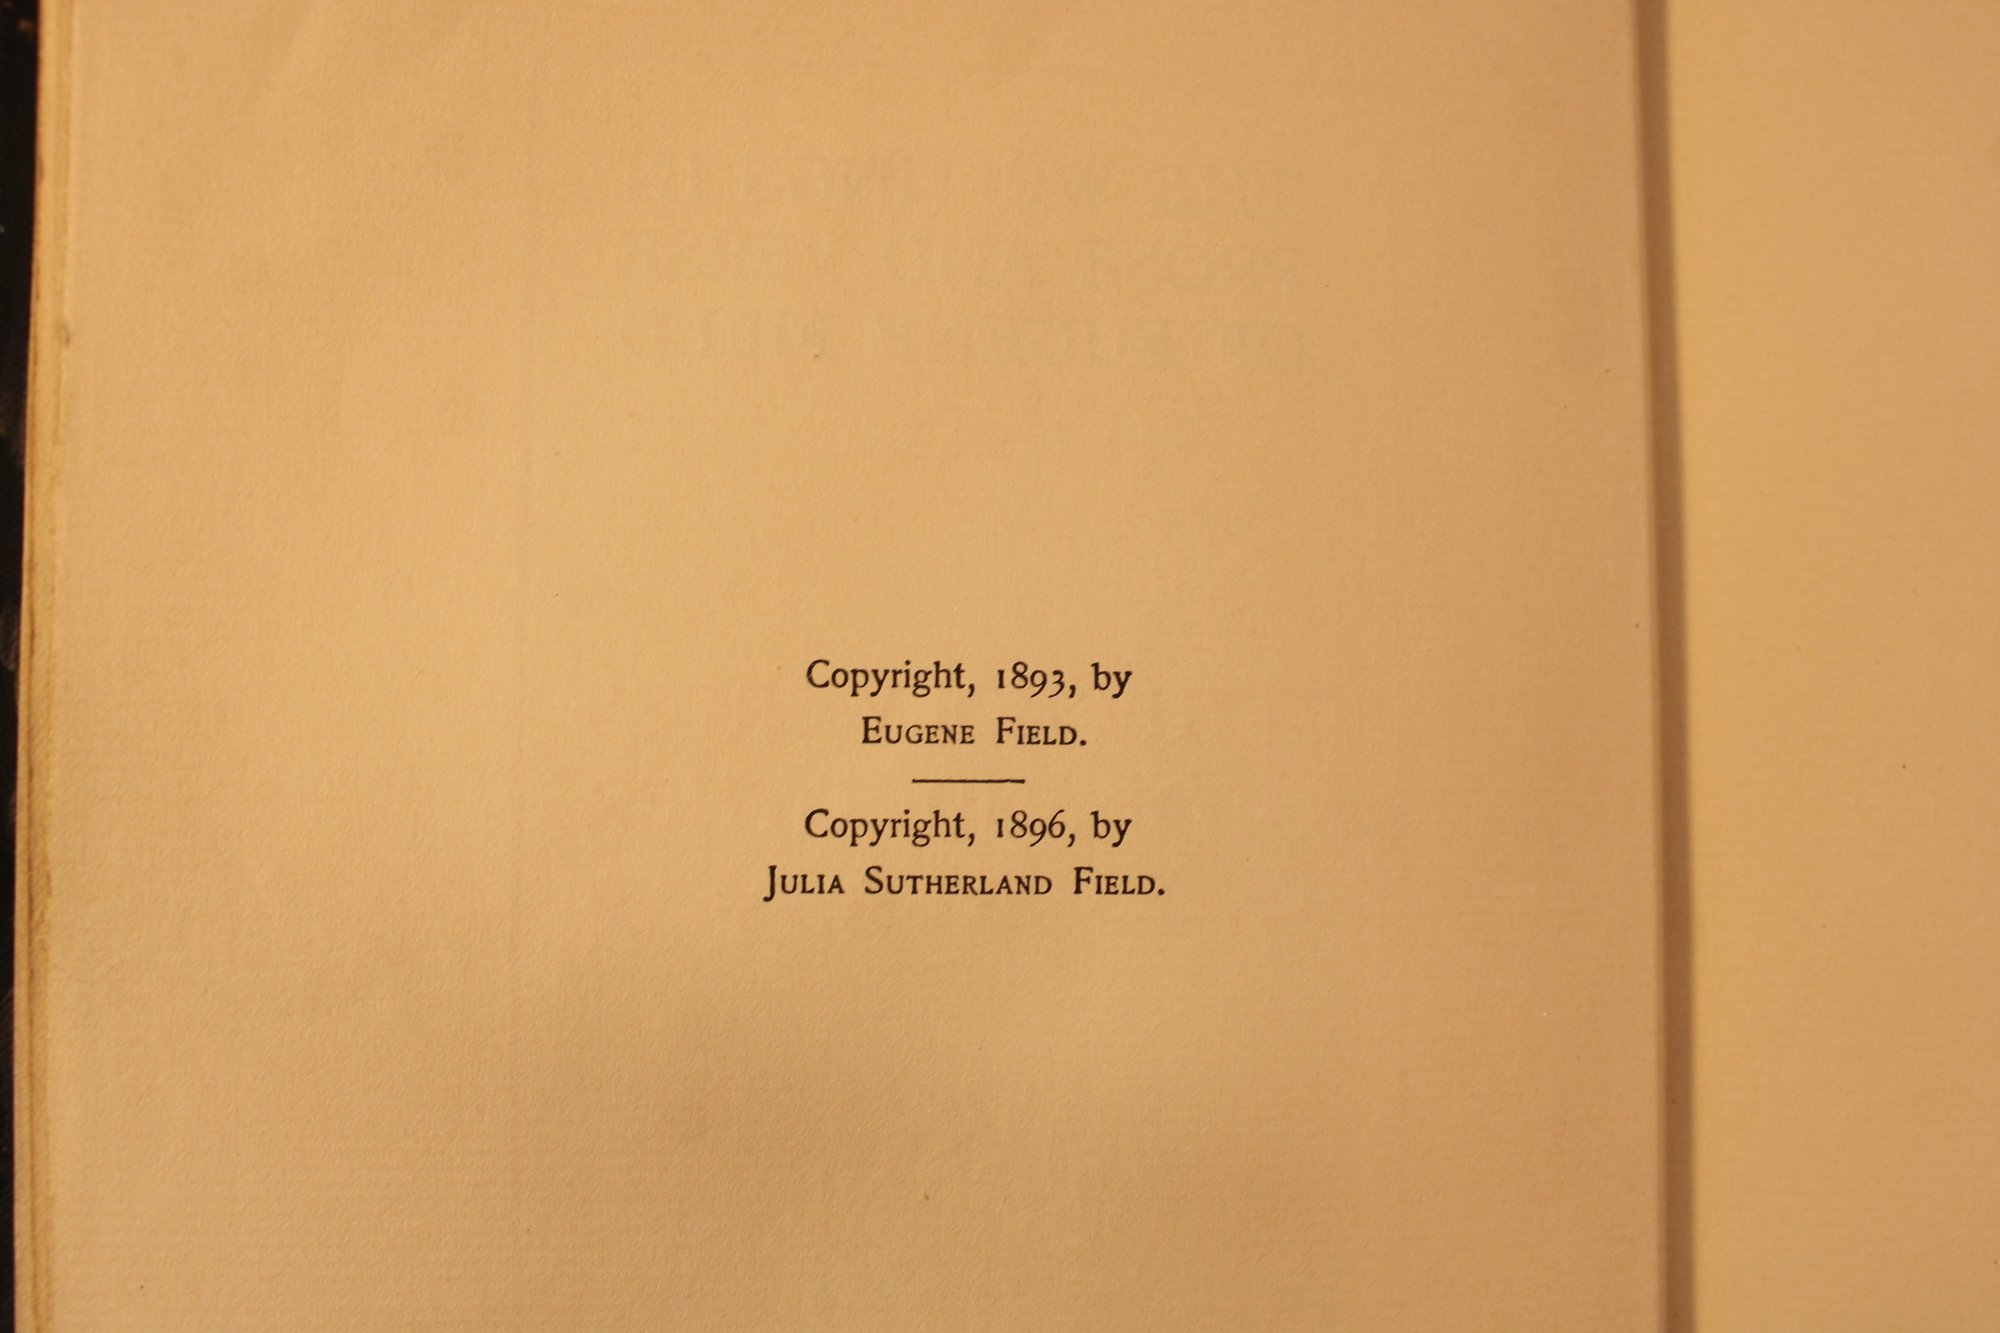 Copyright, 1893, by
EUGENE FIELD.
Copyright, 1896, by
JULIA SUTHERLAND FIELD.